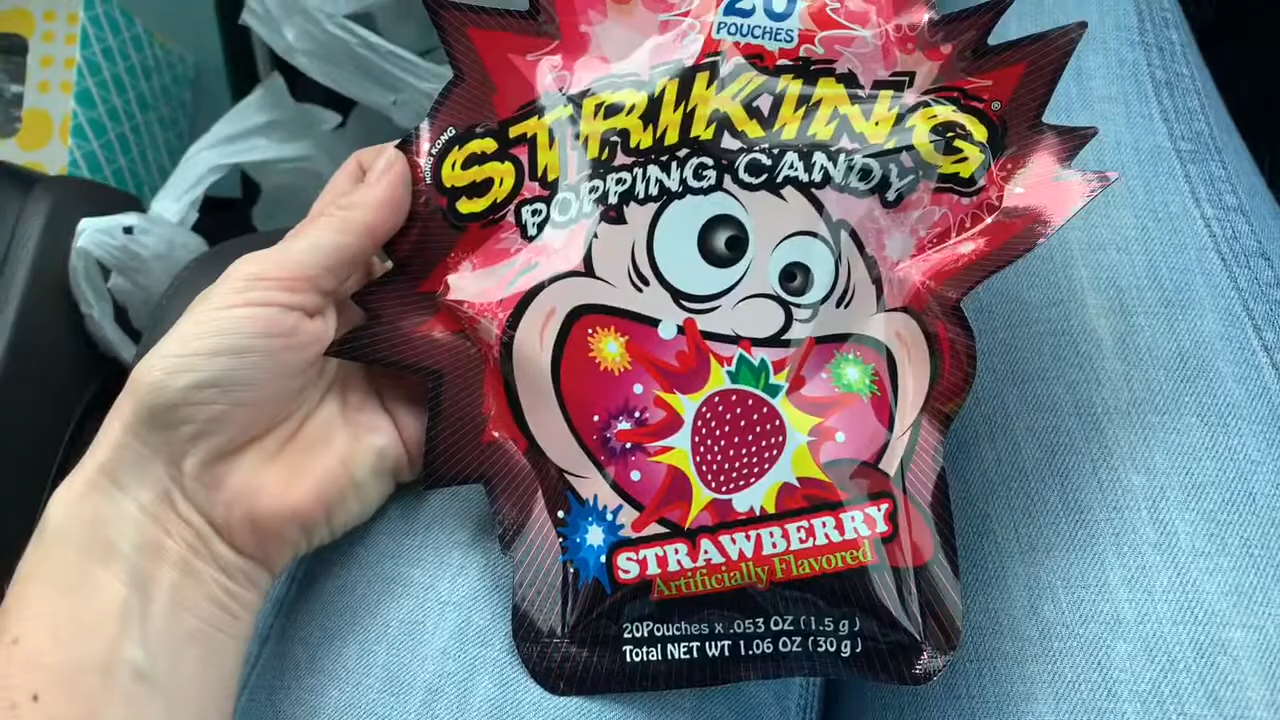 20
POUCHES
HONG KONG
STRIKING®
POPPING CANDY
STRAWBERRY
Artificially Flavored
20Pouches x .053 OZ (1.5 g)
Total NET WT 1.06 OZ (30 g)